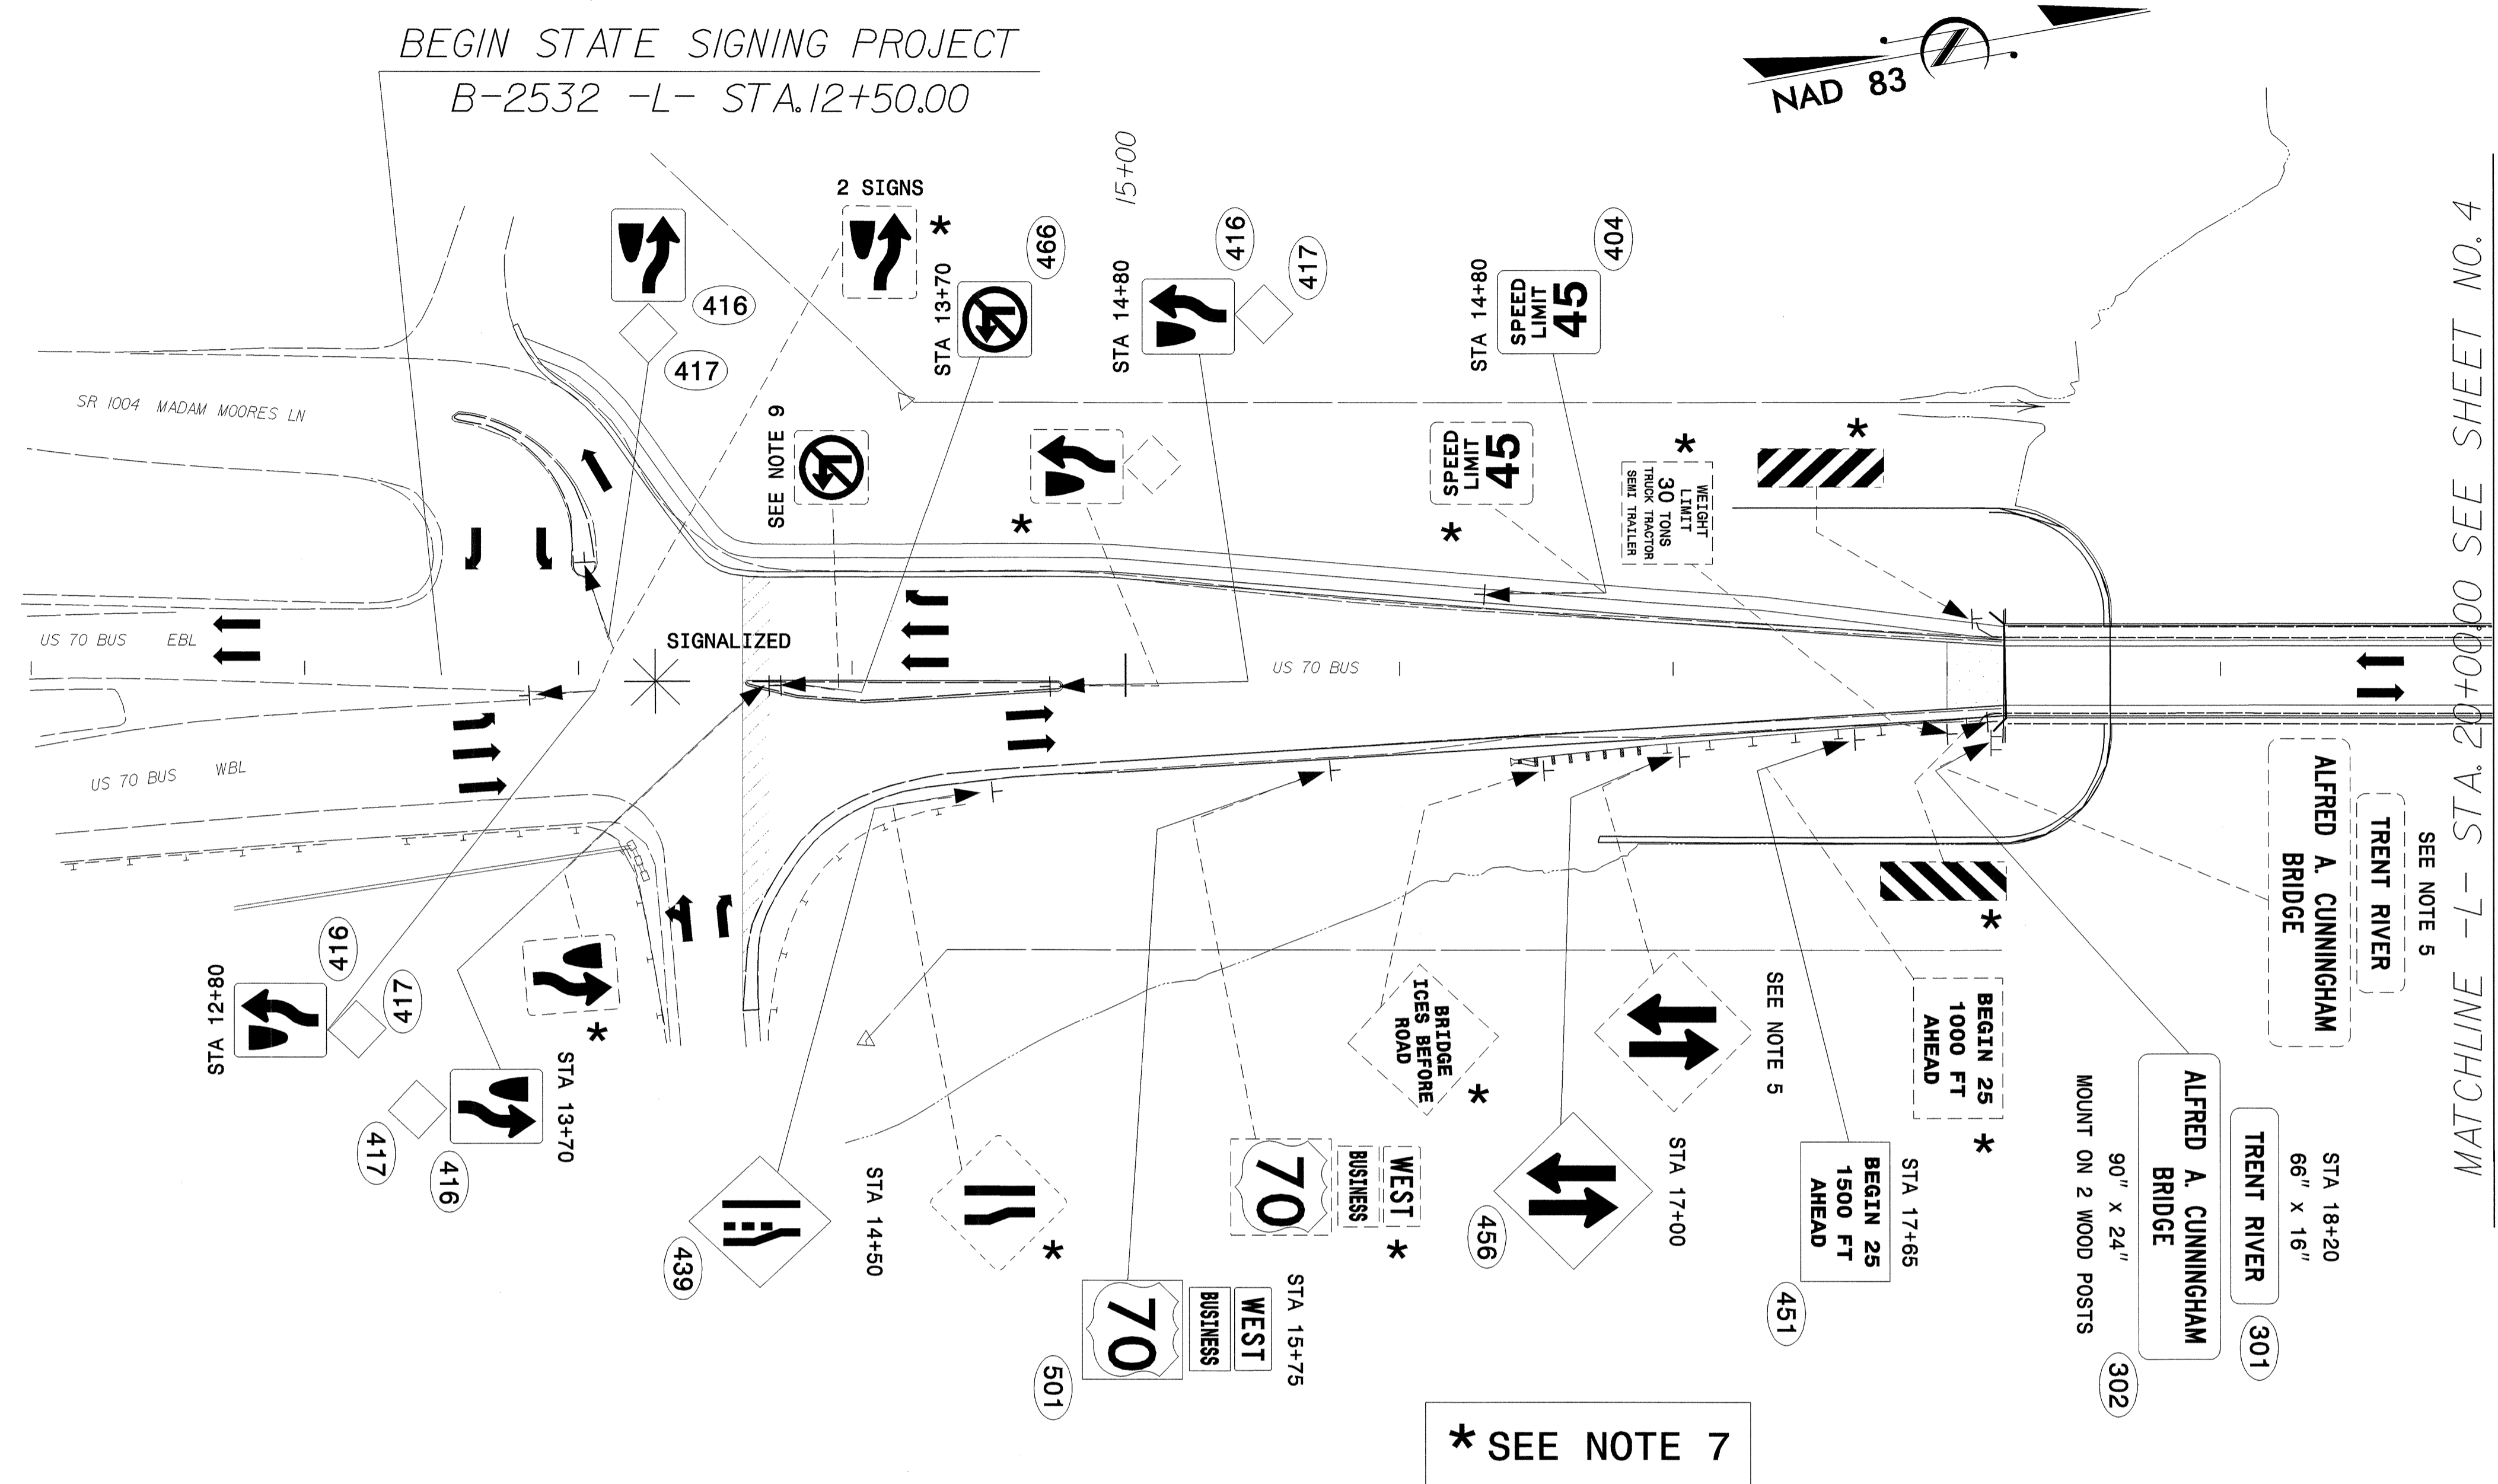 BEGIN STATE SIGNING PROJECT
B-2532 -L- STA.12+50.00
NAD 83
15+00
2 SIGNS
*
416
417
STA 13+70
466
STA 14+80
416
417
STA 14+80
SPEED
LIMIT
45
404
SR 1004 MADAM MOORES LN
SEE NOTE 9
*
SPEED
LIMIT
45
*
*
WEIGHT
LIMIT
30 TONS
TRUCK TRACTOR
SEMI TRAILER
*
US 70 BUS EBL
SIGNALIZED
US 70 BUS
US 70 BUS WBL
MATCHLINE -L- STA. 20+00.00 SEE SHEET NO. 4
SEE NOTE 5
TRENT RIVER
ALFRED A. CUNNINGHAM
BRIDGE
*
STA 12+80
416
417
*
STA 13+70
417
416
BRIDGE
ICES BEFORE
ROAD
*
SEE NOTE 5
BEGIN 25
1000 FT
AHEAD
*
STA 14+50
439
*
WEST
BUSINESS
70
*
STA 15+75
WEST
BUSINESS
70
501
STA 17+00
456
STA 17+65
BEGIN 25
1500 FT
AHEAD
451
STA 18+20
66" X 16"
TRENT RIVER
301
ALFRED A. CUNNINGHAM
BRIDGE
90" X 24"
MOUNT ON 2 WOOD POSTS
302
* SEE NOTE 7